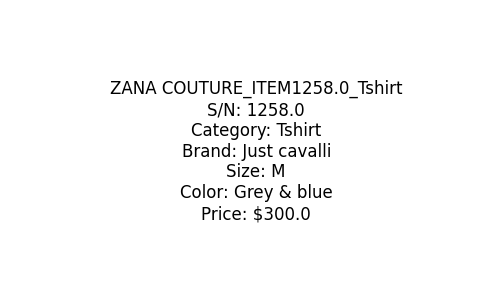 ZANA COUTURE_ITEM1258.0_Tshirt
S/N: 1258.0
Category: Tshirt
Brand: Just cavalli
Size: M
Color: Grey & blue
Price: $300.0